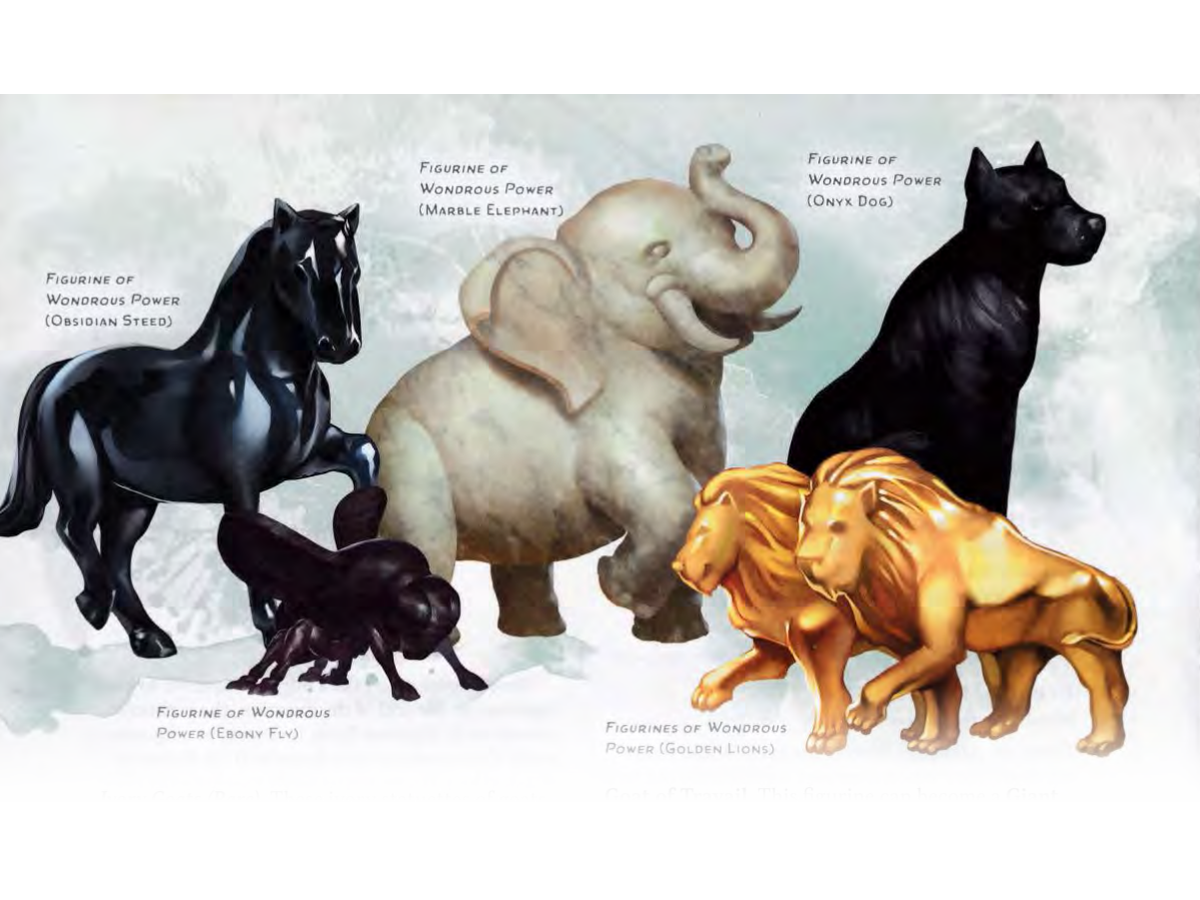 FIGURINE OF
WONDROUS POWER
(MARBLE ELEPHANT)
FIGURINE OF
WONDROUS POWER
(ONYX DOG)
FIGURINE OF
WONDROUS POWER
(OBSIDIAN STEED)
FIGURINE OF WONDROUS
POWER (EBONY FLY)
FIGURINES OF WONDROUS
POWER (GOLDEN LIONS)